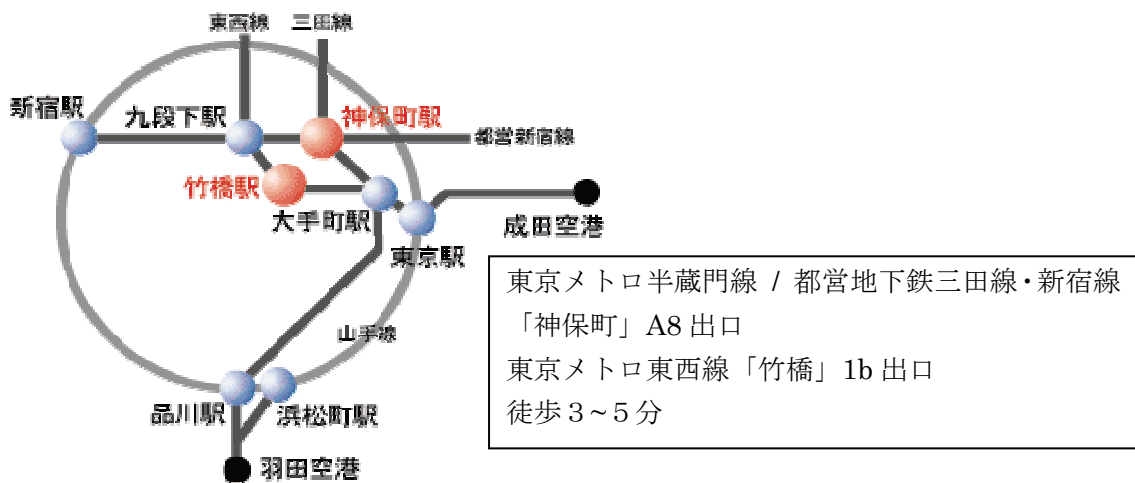 東西線
三田線
新宿駅
九段下駅
神保町駅
都営新宿線
竹橋駅
大手町駅
成田空港
東京駅
東京メトロ半蔵門線 / 都営地下鉄三田線・新宿線
「神保町」A8 出口
東京メトロ東西線「竹橋」1b 出口
徒歩３~５分
山手線
品川駅
浜松町駅
羽田空港